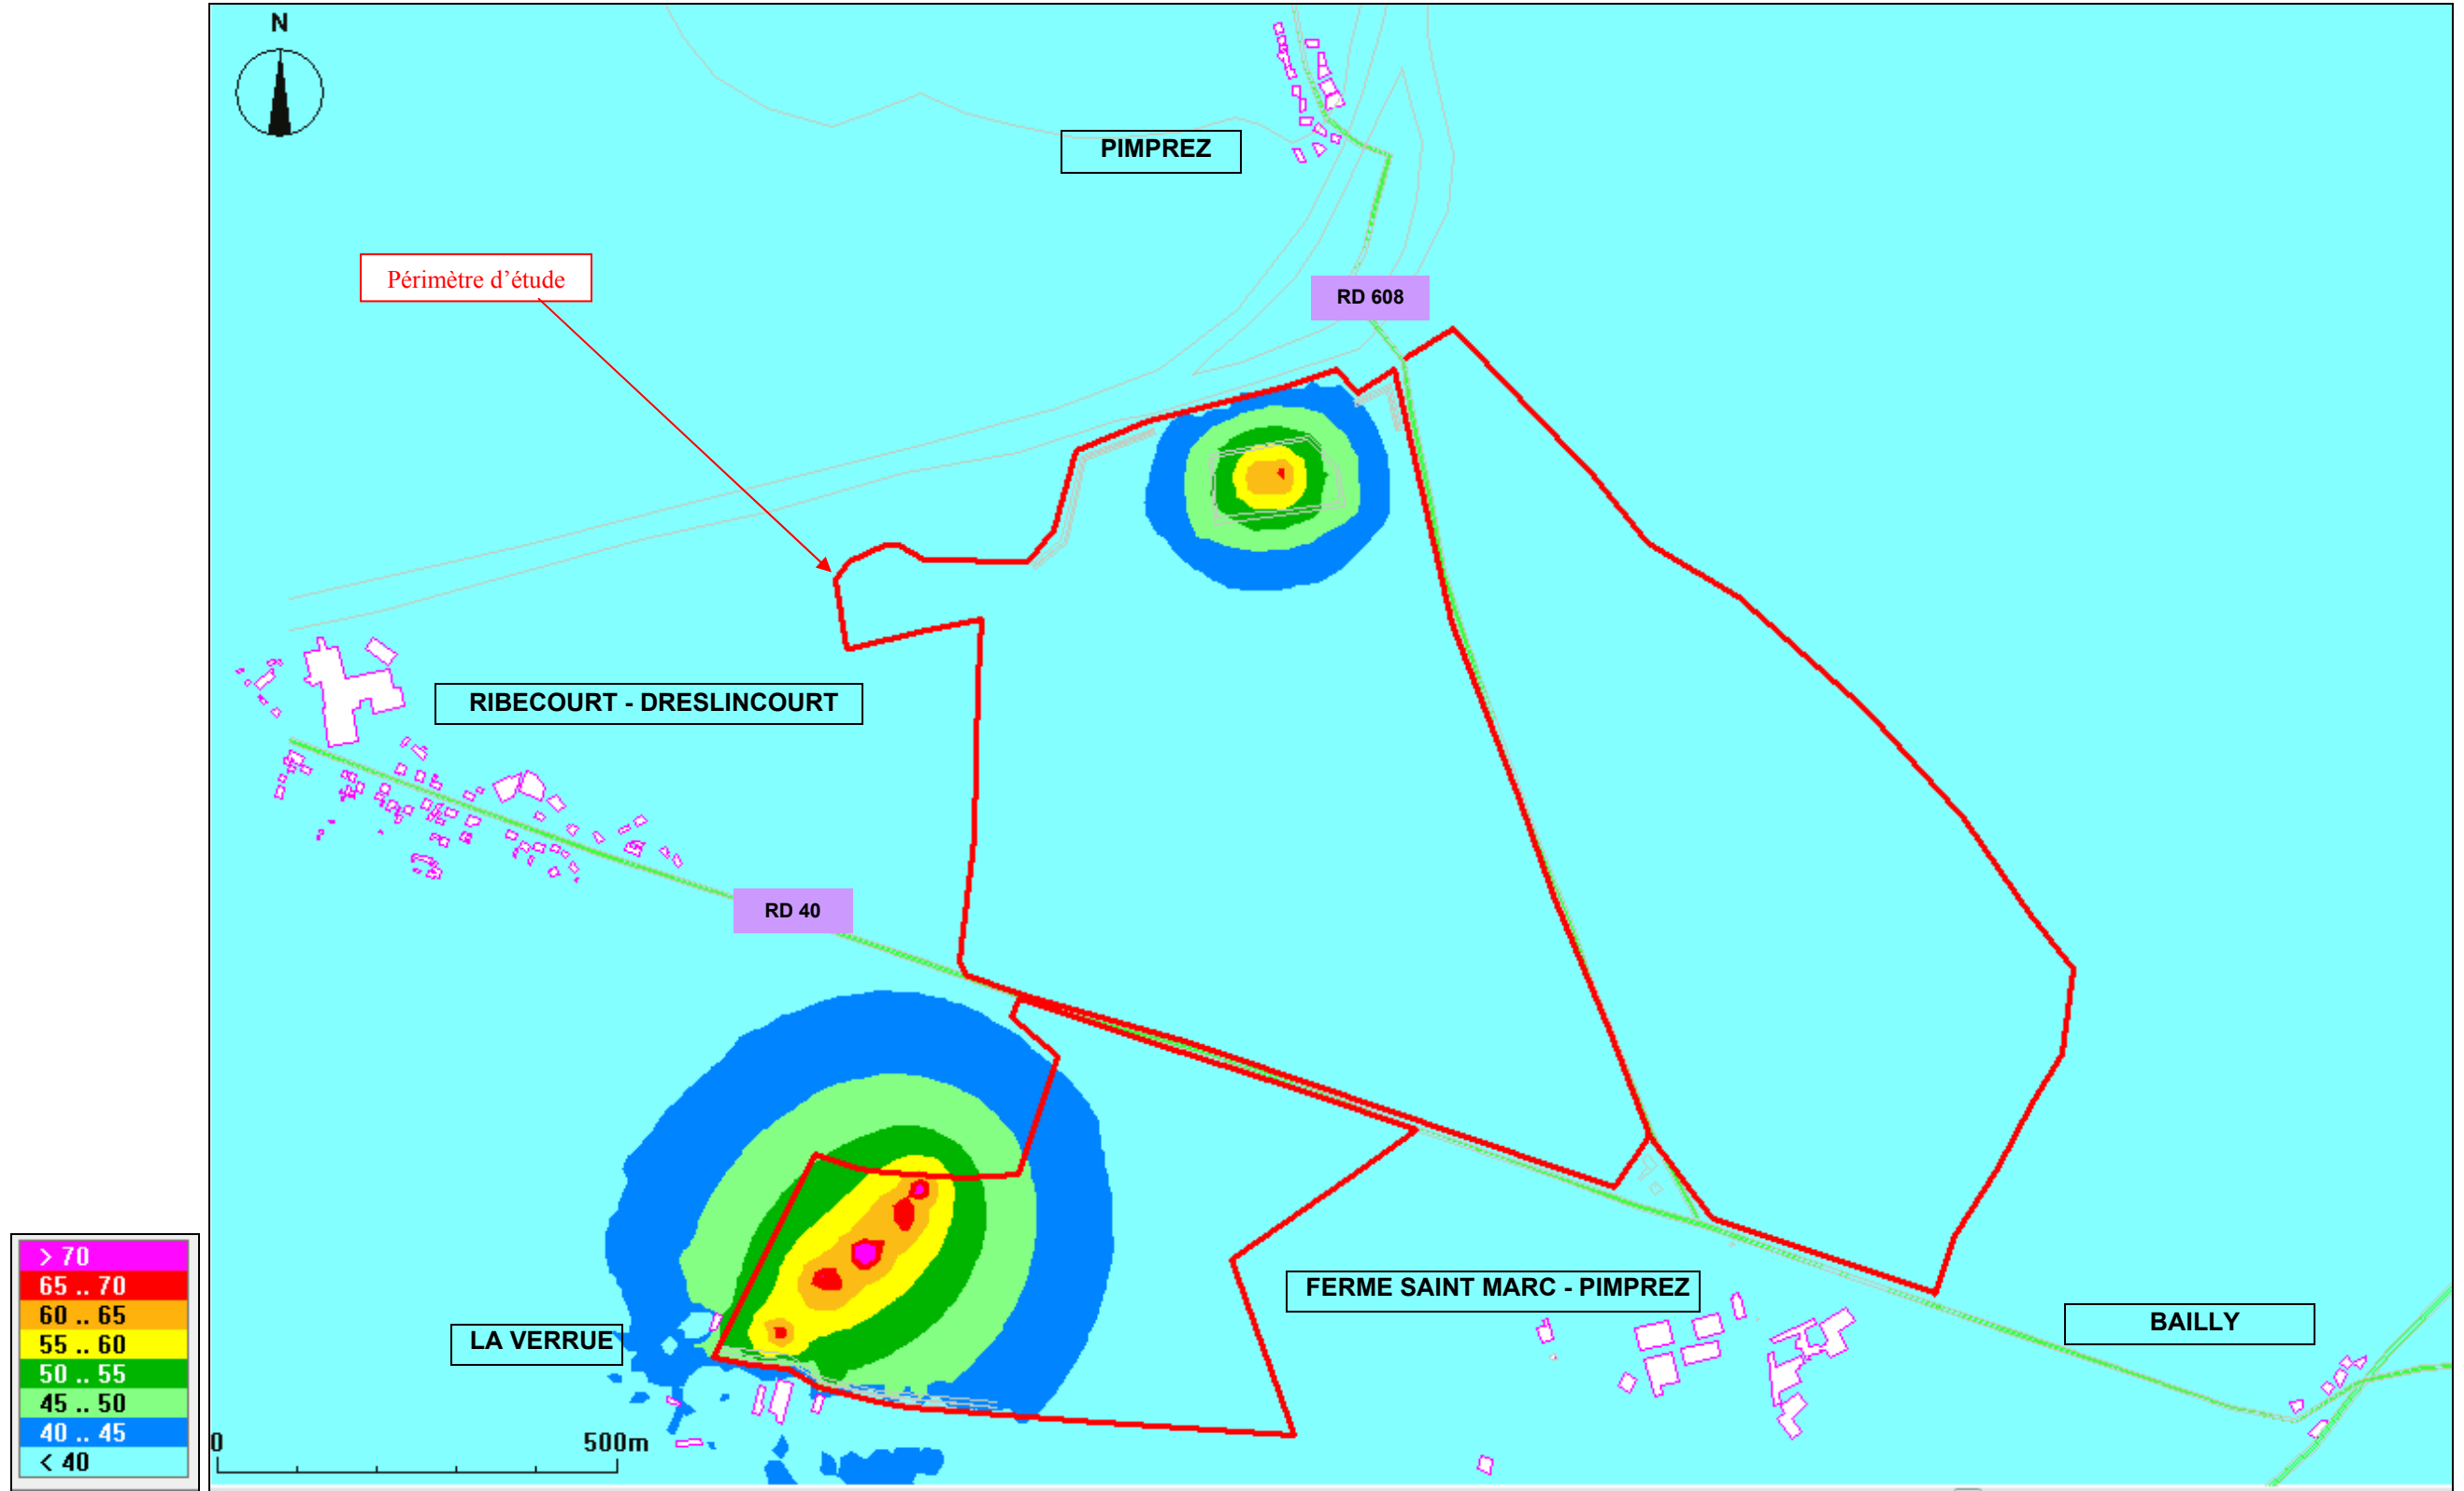 N
PIMPREZ
Périmètre d'étude
RD 608
RIBECOURT - DRESLINCOURT
RD 40
FERME SAINT MARC - PIMPREZ
BAILLY
LA VERRUE
> 70
65 .. 70
60 .. 65
55 .. 60
50 .. 55
45 .. 50
40 .. 45
< 40
0 500m